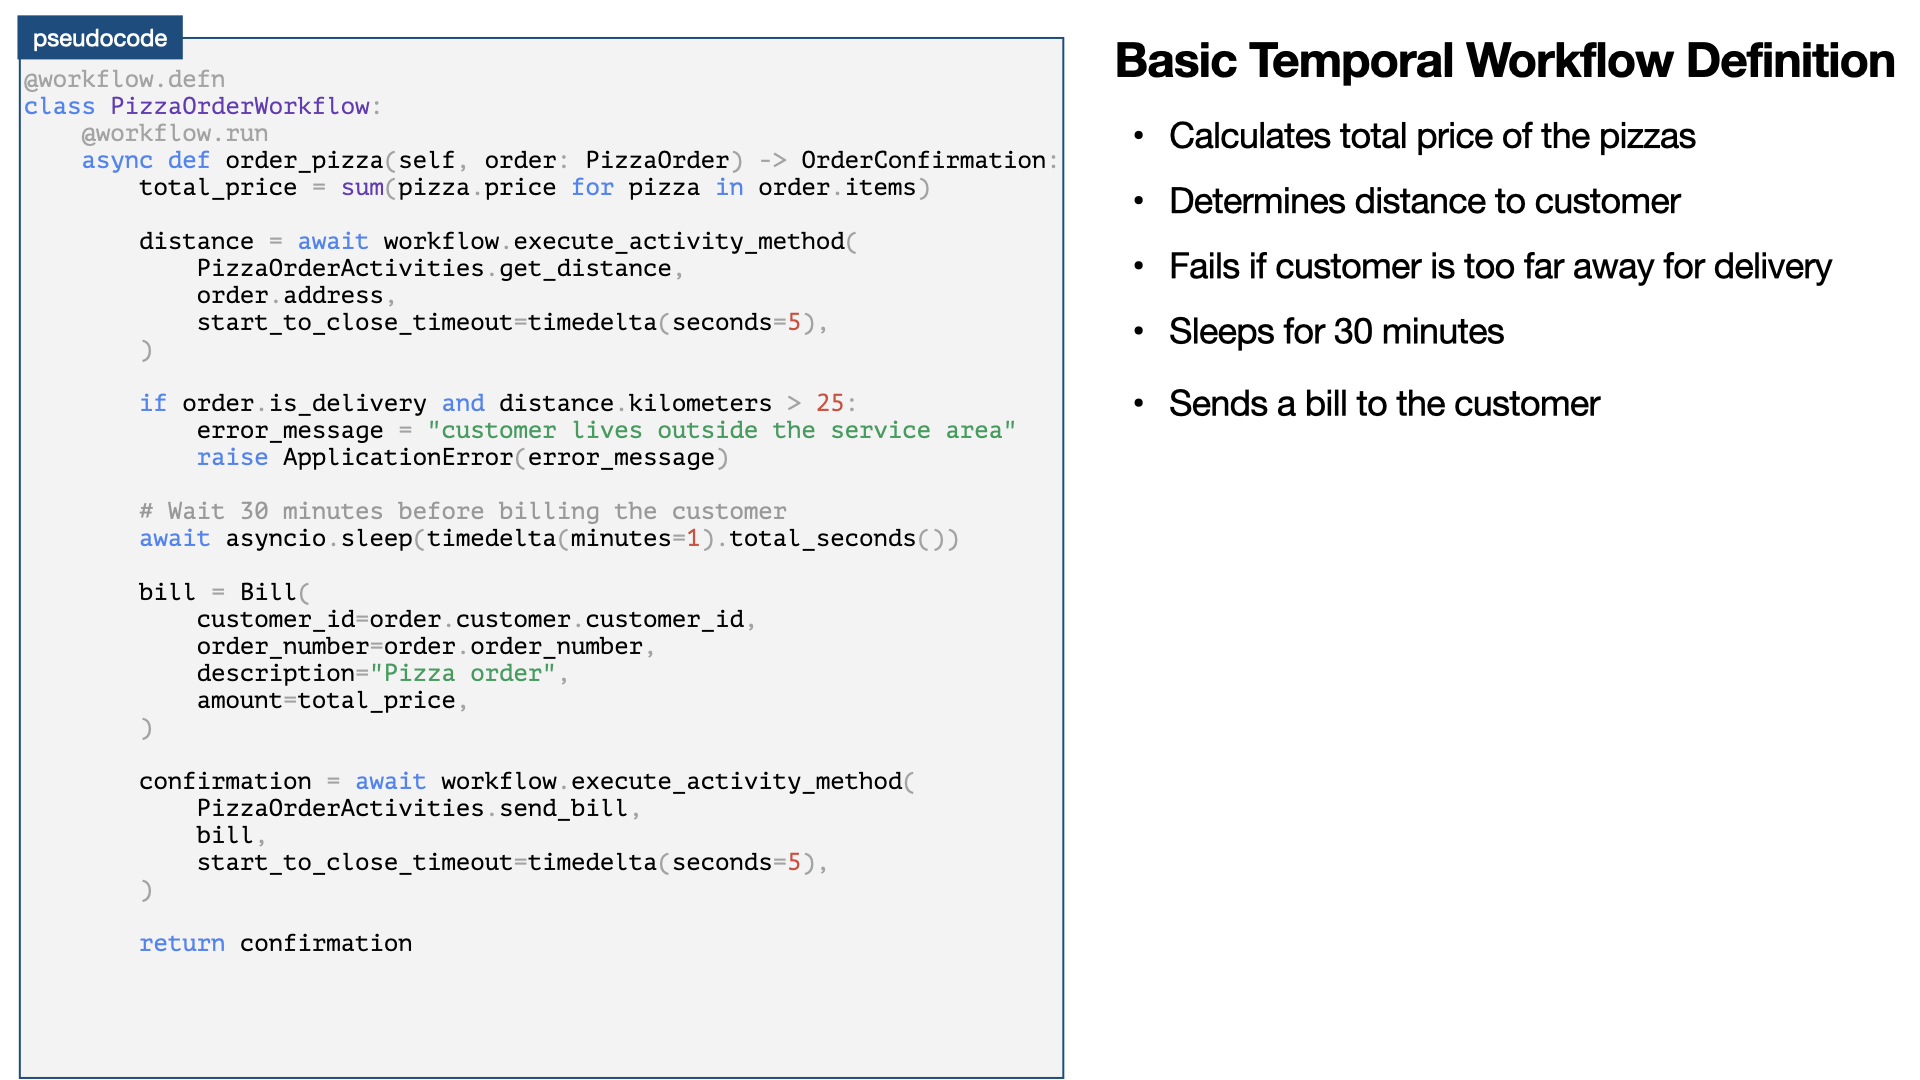 pseudocode
@workflow.defn
class PizzaOrderWorkflow:
    @workflow.run
    async def order_pizza(self, order: PizzaOrder) -> OrderConfirmation:
        total_price = sum(pizza.price for pizza in order.items)

        distance = await workflow.execute_activity_method(
            PizzaOrderActivities.get_distance,
            order.address,
            start_to_close_timeout=timedelta(seconds=5),
        )

        if order.is_delivery and distance.kilometers > 25:
            error_message = "customer lives outside the service area"
            raise ApplicationError(error_message)

        # Wait 30 minutes before billing the customer
        await asyncio.sleep(timedelta(minutes=1).total_seconds())

        bill = Bill(
            customer_id=order.customer.customer_id,
            order_number=order.order_number,
            description="Pizza order",
            amount=total_price,
        )

        confirmation = await workflow.execute_activity_method(
            PizzaOrderActivities.send_bill,
            bill,
            start_to_close_timeout=timedelta(seconds=5),
        )

        return confirmation
Basic Temporal Workflow Definition
• Calculates total price of the pizzas
• Determines distance to customer
• Fails if customer is too far away for delivery
• Sleeps for 30 minutes
• Sends a bill to the customer